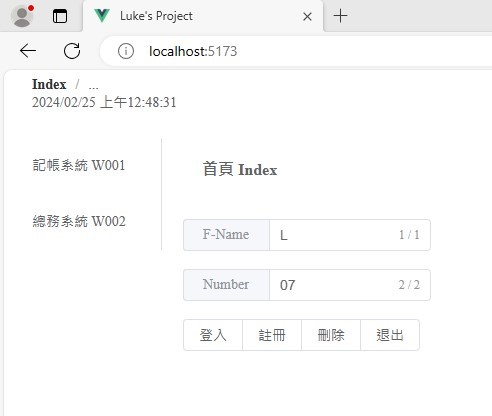 Luke's Project
localhost:5173
Index / ...
2024/02/25 上午12:48:31
記帳系統 W001
總務系統 W002
首頁 Index
F-Name L 1 / 1
Number 07 2 / 2
登入 註冊 刪除 退出